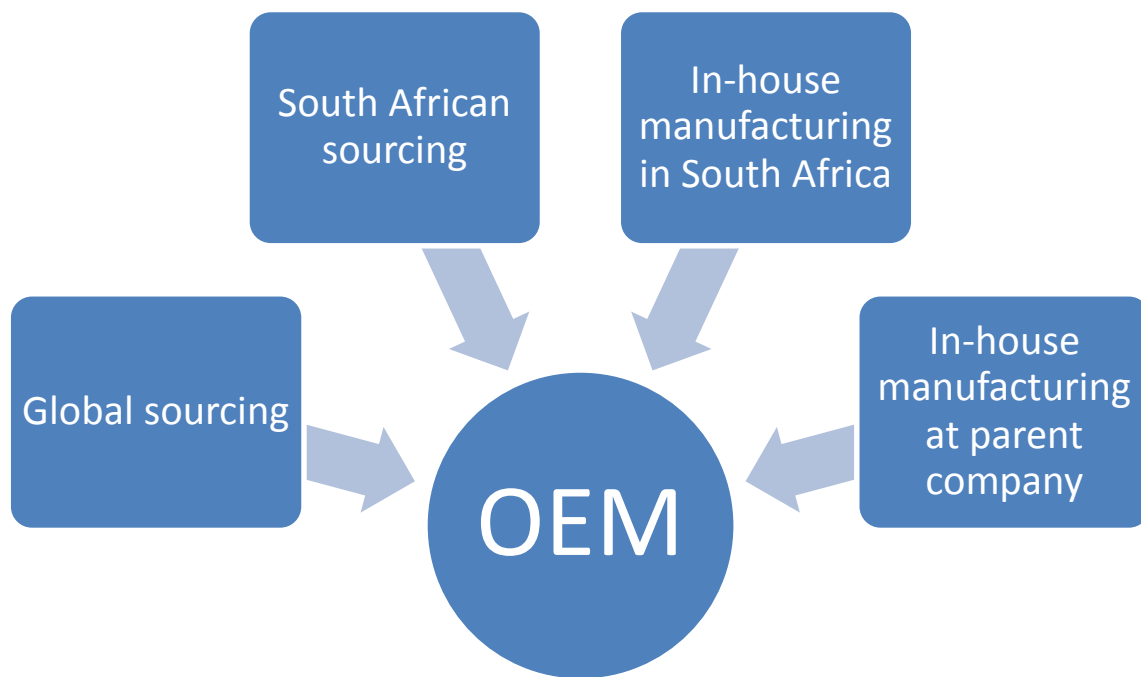 South African
sourcing
In-house
manufacturing
in South Africa
Global sourcing
In-house
manufacturing
at parent
company
OEM